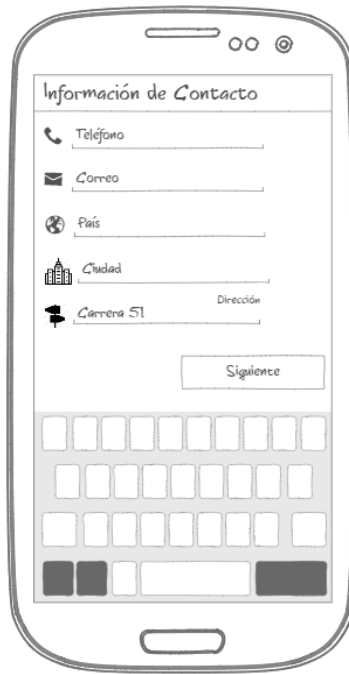 Información de Contacto
Teléfono
Correo
País
Ciudad
Dirección
Carrera 51
Siguiente